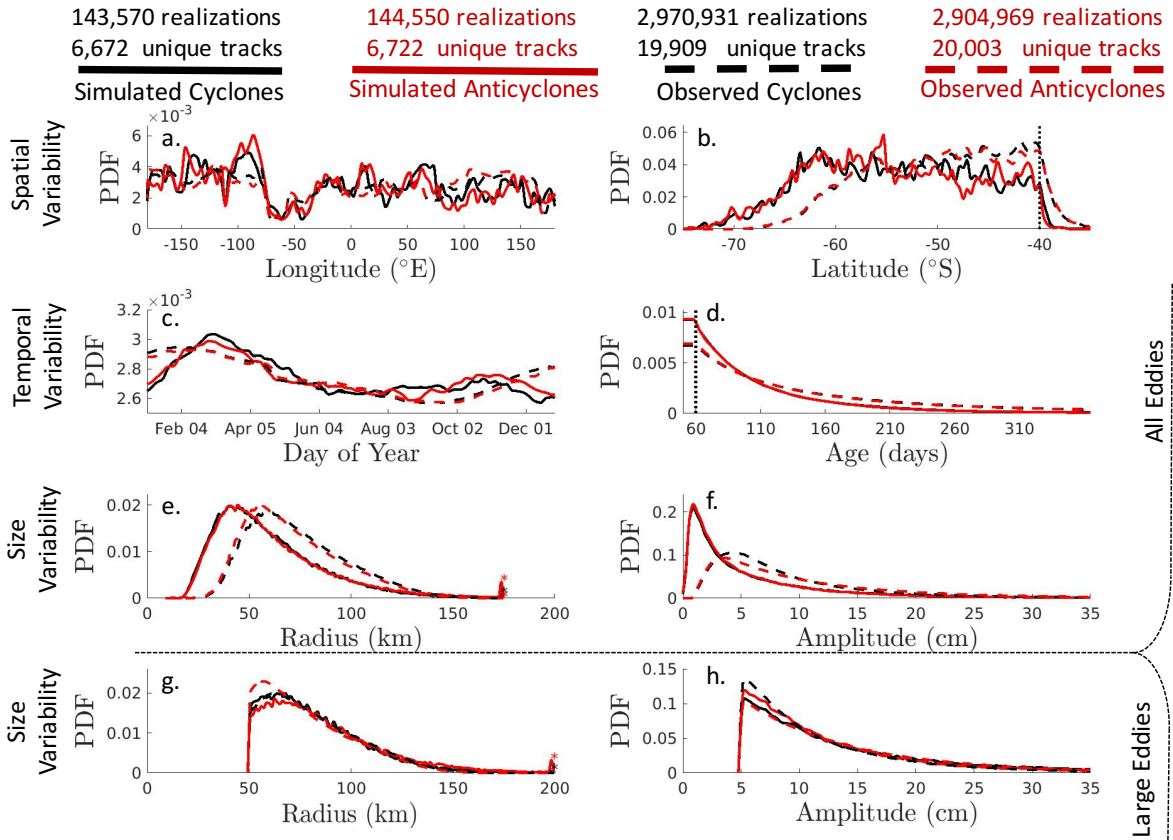 143,570 realizations
6,672 unique tracks
Simulated Cyclones
144,550 realizations
6,722 unique tracks
Simulated Anticyclones
2,970,931 realizations
19,909 unique tracks
Observed Cyclones
2,904,969 realizations
20,003 unique tracks
Observed Anticyclones
Spatial
Variability
×10⁻³
a.
PDF
6
4
2
0
-150 -100 -50 0 50 100 150
Longitude (°E)
b.
PDF
0.06
0.04
0.02
0
-70 -60 -50 -40
Latitude (°S)
Temporal
Variability
×10⁻³
c.
PDF
3.2
3
2.8
2.6
Feb 04 Apr 05 Jun 04 Aug 03 Oct 02 Dec 01
Day of Year
d.
PDF
0.01
0.005
0
60 110 160 210 260 310
Age (days)
All Eddies
Size
Variability
e.
PDF
0.02
0.01
0
0 50 100 150 200
Radius (km)
f.
PDF
0.2
0.1
0
0 5 10 15 20 25 30 35
Amplitude (cm)
Size
Variability
g.
PDF
0.02
0.01
0
0 50 100 150 200
Radius (km)
h.
PDF
0.15
0.1
0.05
0
0 5 10 15 20 25 30 35
Amplitude (cm)
Large Eddies